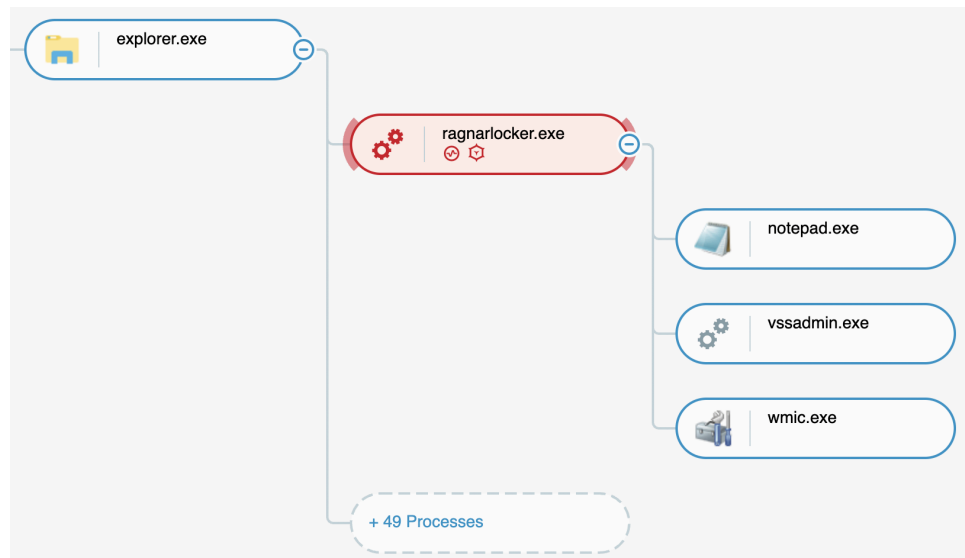 explorer.exe
ragnarlocker.exe
notepad.exe
vssadmin.exe
wmic.exe
+ 49 Processes